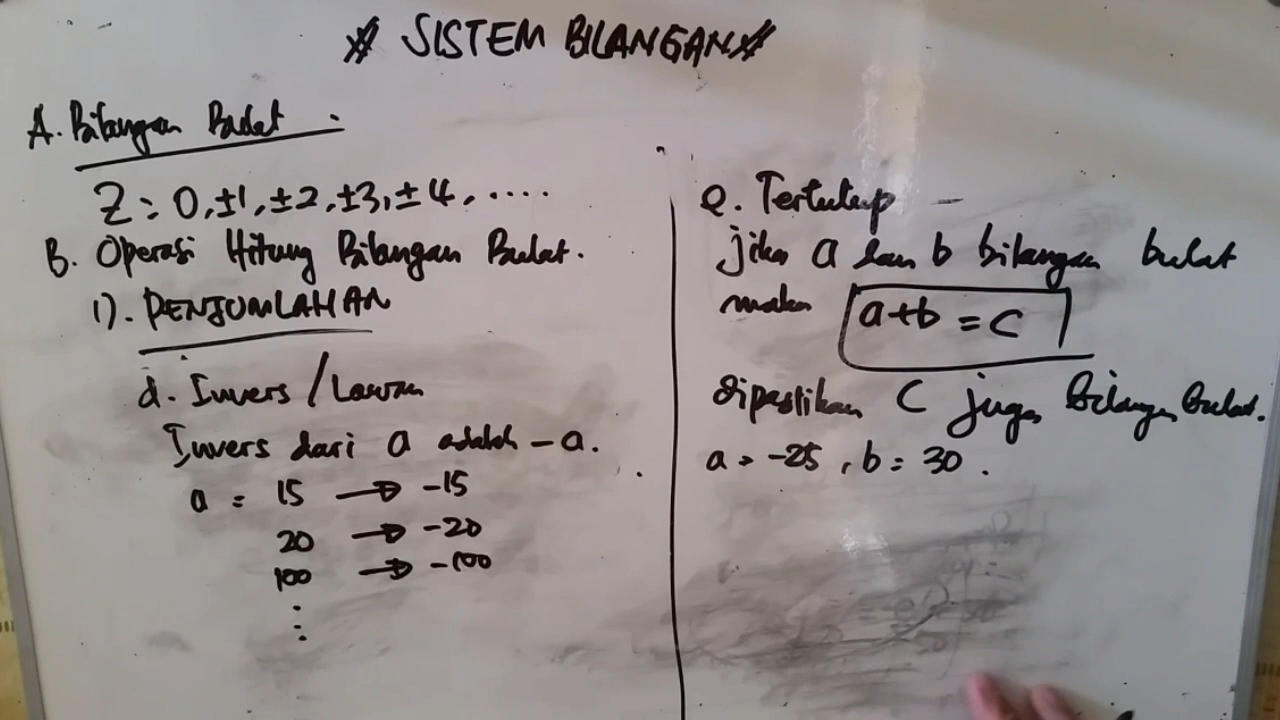 SISTEM BILANGAN
A. Bilangan Bulat
Z = 0, ±1, ±2, ±3, ±4, ....
B. Operasi Hitung Bilangan Bulat.
1). PENJUMLAHAN
d. Invers / Lawan
Invers dari a adalah -a.
a = 15 → -15
20 → -20
100 → -100
⋮
e. Tertutup -
jika a dan b bilangan bulat
maka a+b = c
dipastikan C juga bilangan bulat.
a = -25, b = 30.